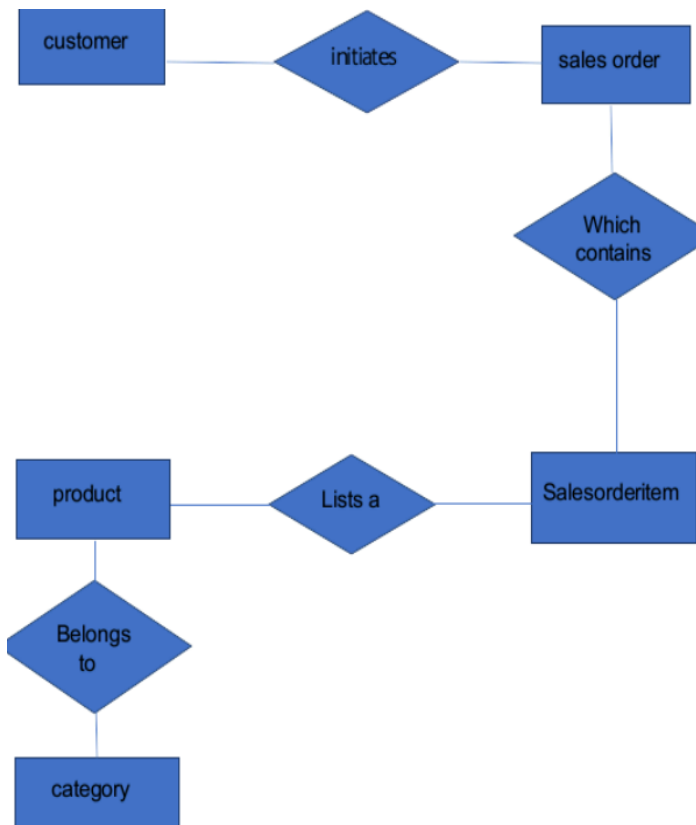 customer
initiates
sales order
Which
contains
product
Lists a
Salesorderitem
Belongs
to
category